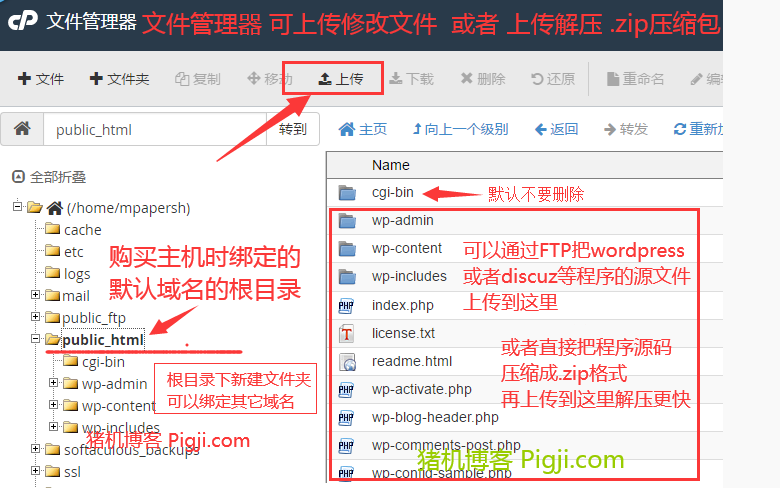 cP 文件管理器 文件管理器 可上传修改文件 或者 上传解压 .zip压缩包
文件 文件夹 复制 移动 上传 下载 删除 还原 重命名
public_html 转到 主页 向上一个级别 返回 转发
全部折叠
Name
(/home/mpapersh)
cache
etc
logs
mail
public_ftp
public_html
cgi-bin
wp-admin
wp-content
wp-includes
softaculous_backups
ssl
购买主机时绑定的
默认域名的根目录
根目录下新建文件夹
可以绑定其它域名
猪机博客 Pigji.com
cgi-bin
默认不要删除
wp-admin
wp-content
wp-includes
index.php
license.txt
readme.html
wp-activate.php
wp-blog-header.php
wp-comments-post.php
wp-config-sample.php
可以通过FTP把wordpress
或者discuz等程序的源文件
上传到这里
或者直接把程序源码
压缩成.zip格式
再上传到这里解压更快
猪机博客 Pigji.com